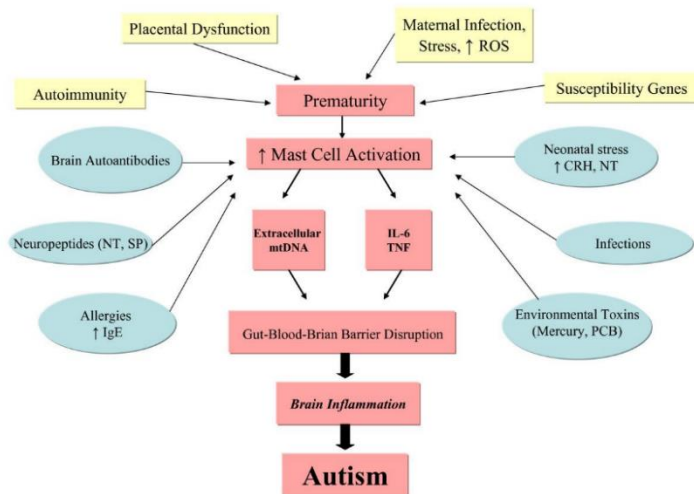 Placental Dysfunction
Maternal Infection,
Stress, ↑ ROS
Autoimmunity
Prematurity
Susceptibility Genes
Brain Autoantibodies
↑ Mast Cell Activation
Neonatal stress
↑ CRH, NT
Neuropeptides (NT, SP)
Extracellular
mtDNA
IL-6
TNF
Infections
Allergies
↑ IgE
Gut-Blood-Brian Barrier Disruption
Environmental Toxins
(Mercury, PCB)
Brain Inflammation
Autism